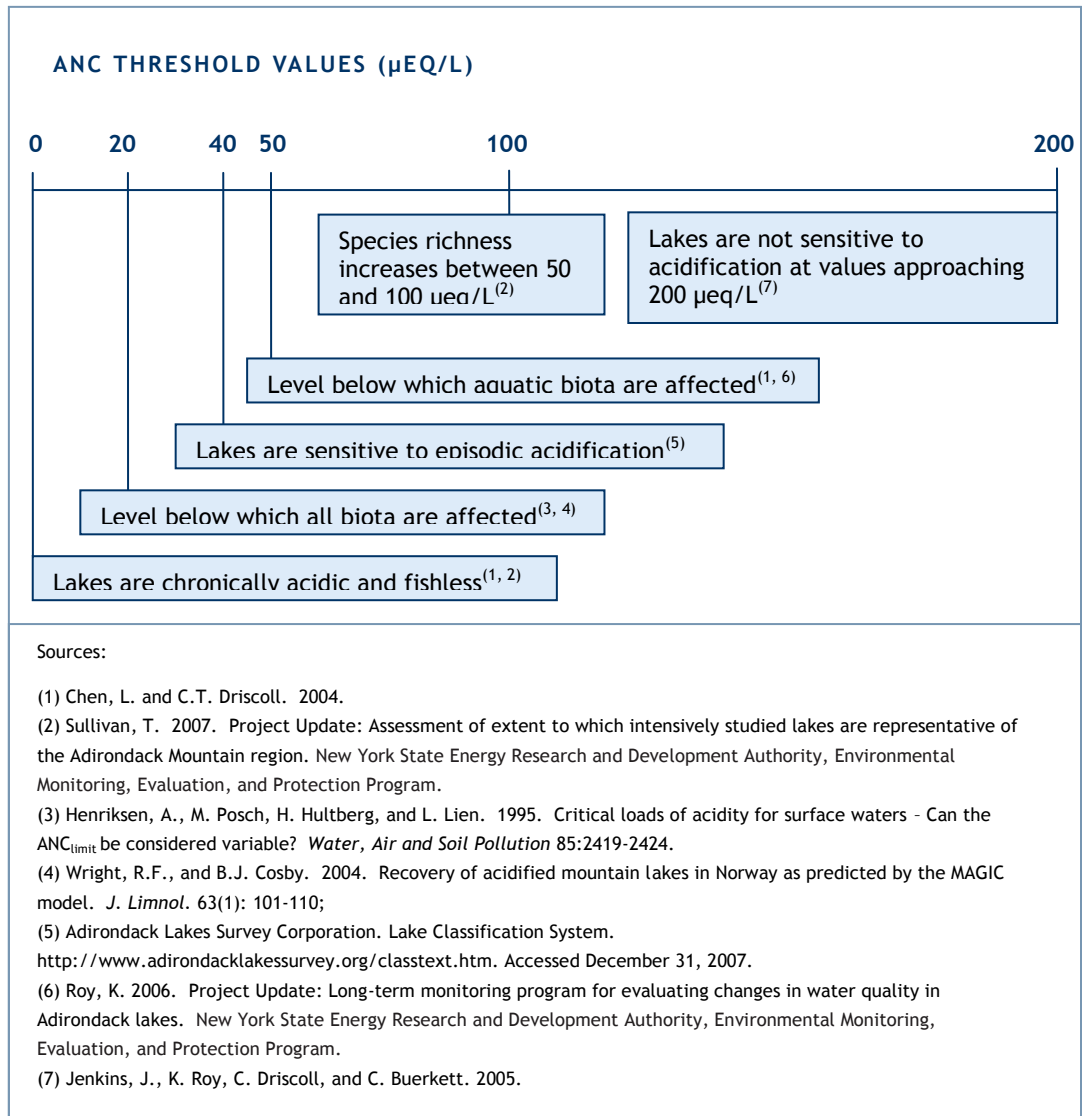 ANC THRESHOLD VALUES (µEQ/L)
0 20 40 50 100 200
Species richness
increases between 50
and 100 µeq/L(2)
Lakes are not sensitive to
acidification at values approaching
200 µeq/L(7)
Level below which aquatic biota are affected(1, 6)
Lakes are sensitive to episodic acidification(5)
Level below which all biota are affected(3, 4)
Lakes are chronically acidic and fishless(1, 2)
Sources:
(1) Chen, L. and C.T. Driscoll. 2004.
(2) Sullivan, T. 2007. Project Update: Assessment of extent to which intensively studied lakes are representative of
the Adirondack Mountain region. New York State Energy Research and Development Authority, Environmental
Monitoring, Evaluation, and Protection Program.
(3) Henriksen, A., M. Posch, H. Hultberg, and L. Lien. 1995. Critical loads of acidity for surface waters – Can the
ANClimit be considered variable? Water, Air and Soil Pollution 85:2419-2424.
(4) Wright, R.F., and B.J. Cosby. 2004. Recovery of acidified mountain lakes in Norway as predicted by the MAGIC
model. J. Limnol. 63(1): 101-110;
(5) Adirondack Lakes Survey Corporation. Lake Classification System.
http://www.adirondacklakessurvey.org/classtext.htm. Accessed December 31, 2007.
(6) Roy, K. 2006. Project Update: Long-term monitoring program for evaluating changes in water quality in
Adirondack lakes. New York State Energy Research and Development Authority, Environmental Monitoring,
Evaluation, and Protection Program.
(7) Jenkins, J., K. Roy, C. Driscoll, and C. Buerkett. 2005.